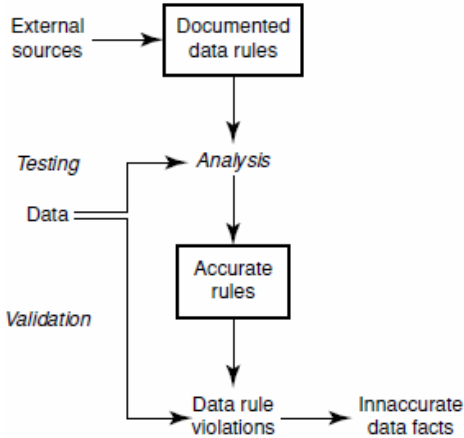 External
sources
Documented
data rules
Testing
Analysis
Data
Accurate
rules
Validation
Data rule
violations
Innaccurate
data facts